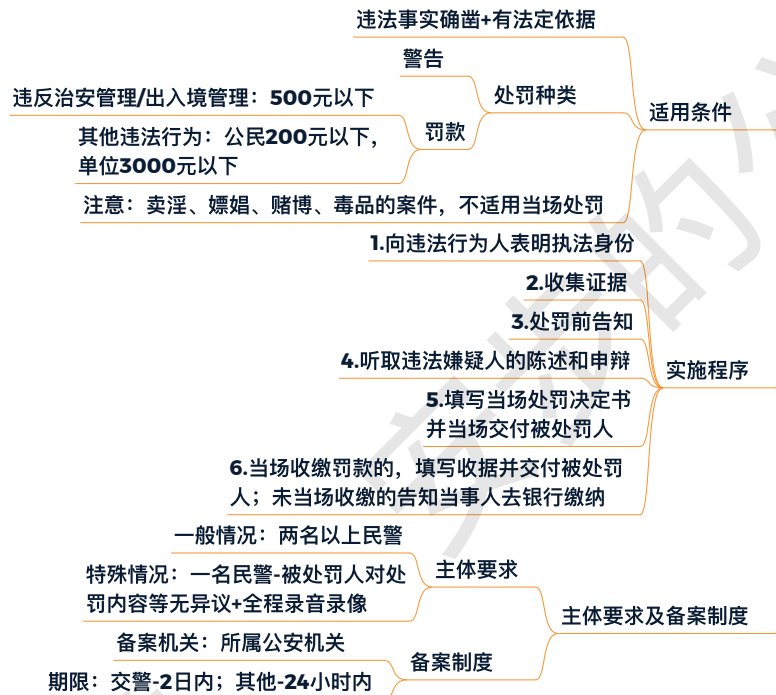 违法事实确凿+有法定依据
警告
处罚种类
违反治安管理/出入境管理：500元以下
罚款
其他违法行为：公民200元以下，
单位3000元以下
适用条件
注意：卖淫、嫖娼、赌博、毒品的案件，不适用当场处罚
1.向违法行为人表明执法身份
2.收集证据
3.处罚前告知
4.听取违法嫌疑人的陈述和申辩
实施程序
5.填写当场处罚决定书
并当场交付被处罚人
6.当场收缴罚款的，填写收据并交付被处罚
人；未当场收缴的告知当事人去银行缴纳
一般情况：两名以上民警
主体要求
特殊情况：一名民警-被处罚人对处
罚内容等无异议+全程录音录像
主体要求及备案制度
备案机关：所属公安机关
备案制度
期限：交警-2日内；其他-24小时内